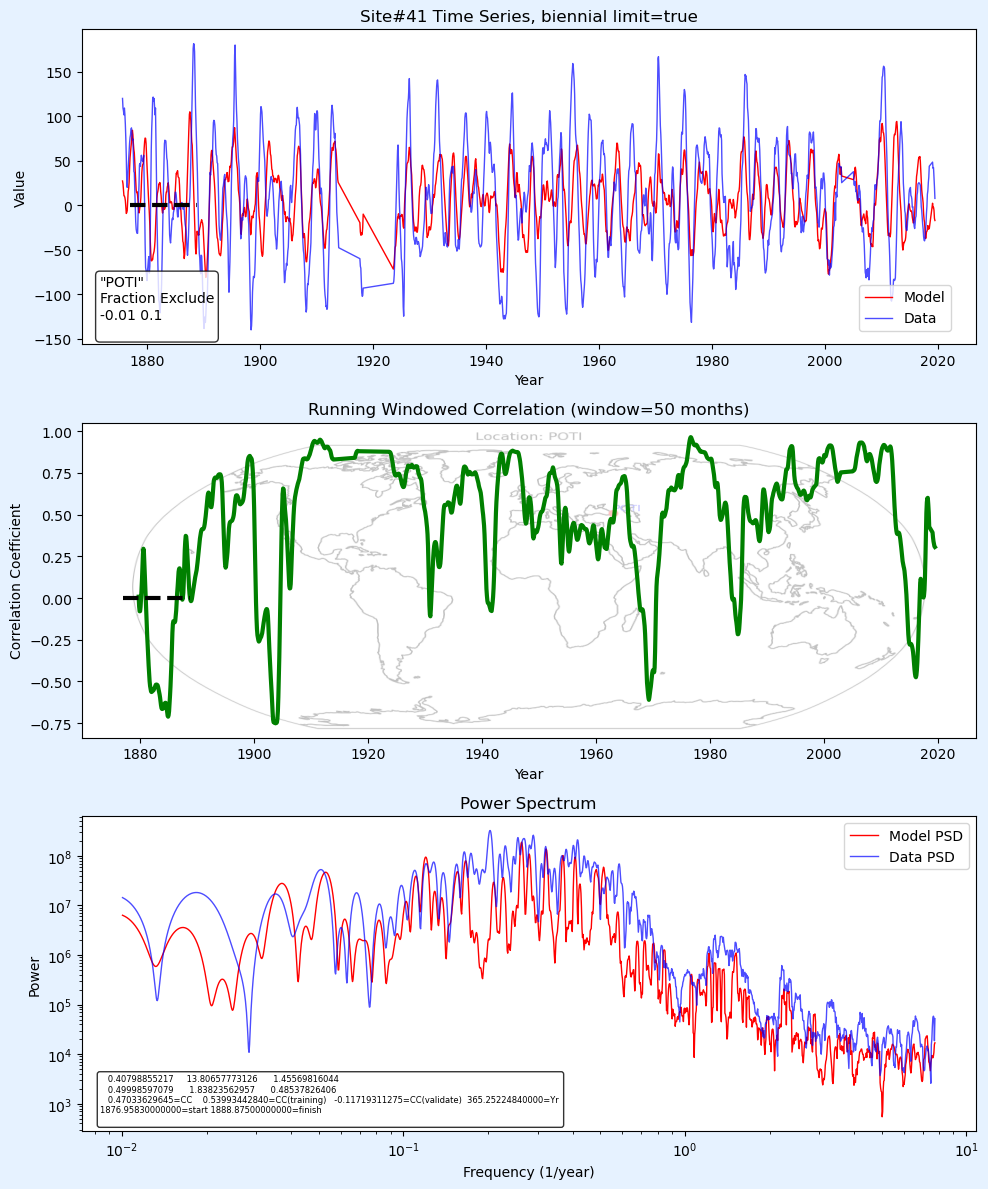 Site#41 Time Series, biennial limit=true
Value
150
100
50
0
−50
−100
−150
"POTI"
Fraction Exclude
-0.01 0.1
Model
Data
1880 1900 1920 1940 1960 1980 2000 2020
Year
Running Windowed Correlation (window=50 months)
Location: POTI
Correlation Coefficient
1.00
0.75
0.50
0.25
0.00
−0.25
−0.50
−0.75
1880 1900 1920 1940 1960 1980 2000 2020
Year
Power Spectrum
Model PSD
Data PSD
Power
10⁸
10⁷
10⁶
10⁵
10⁴
10³
0.40798855217 13.80657773126 1.45569816044
0.49998597079 1.83823562957 0.48537826406
0.47033629645=CC 0.53993442840=CC(training) -0.11719311275=CC(validate) 365.25224840000=Yr
1876.95830000000=start 1888.87500000000=finish
10⁻² 10⁻¹ 10⁰ 10¹
Frequency (1/year)